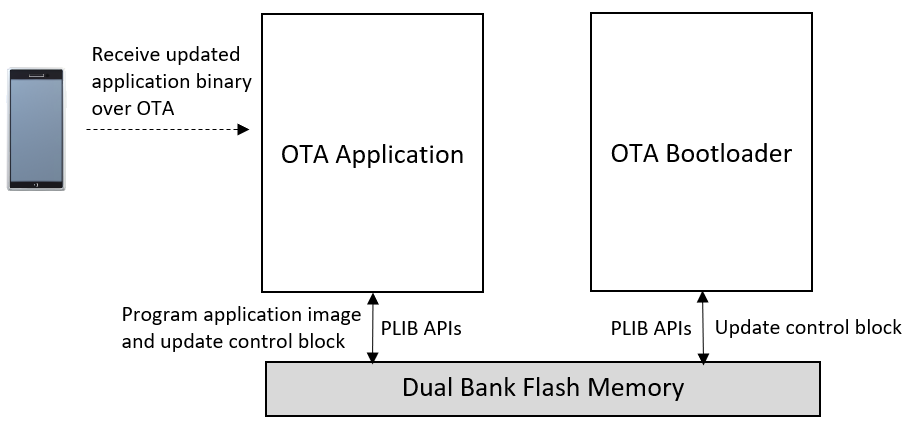 Receive updated
application binary
over OTA
OTA Application
OTA Bootloader
Program application image
and update control block
PLIB APIs
PLIB APIs
Update control block
Dual Bank Flash Memory